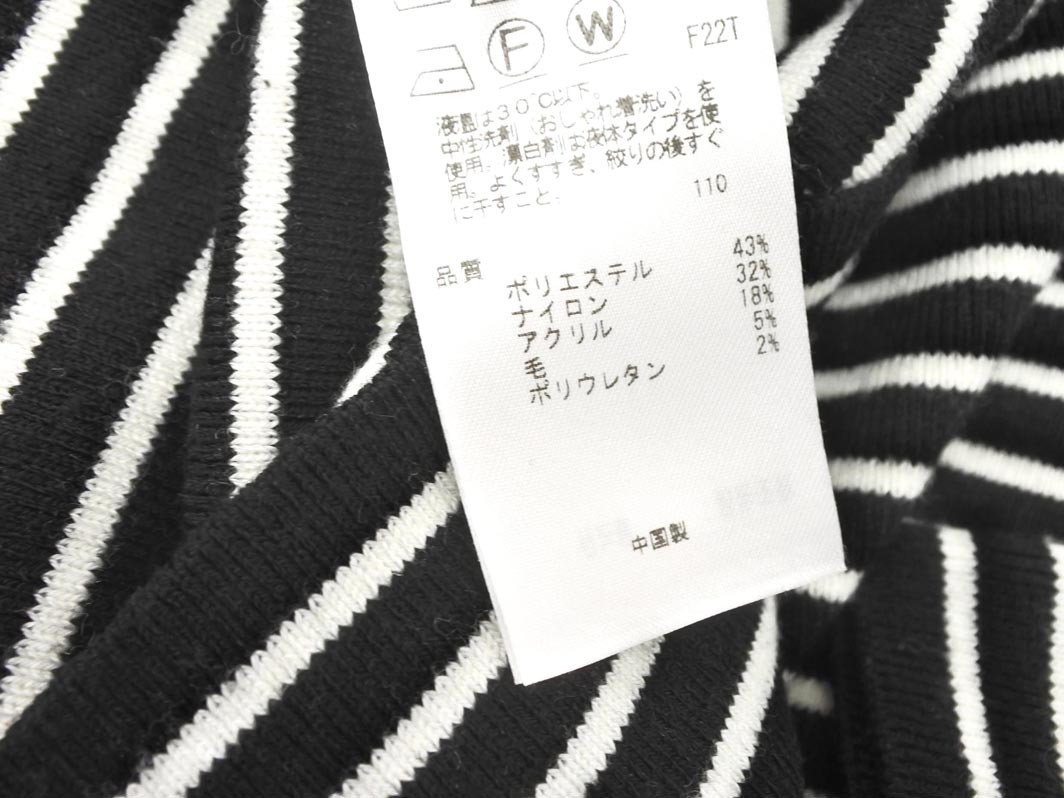 F W F22T
液温は30℃以下。
中性洗剤(おしゃれ着洗い)を
使用。漂白剤お液体タイプを使
用。よくすすぎ、絞りの後すぐ
に干すこと。 110
品質
ポリエステル 43%
ナイロン 32%
アクリル 18%
毛 5%
ポリウレタン 2%
中国製